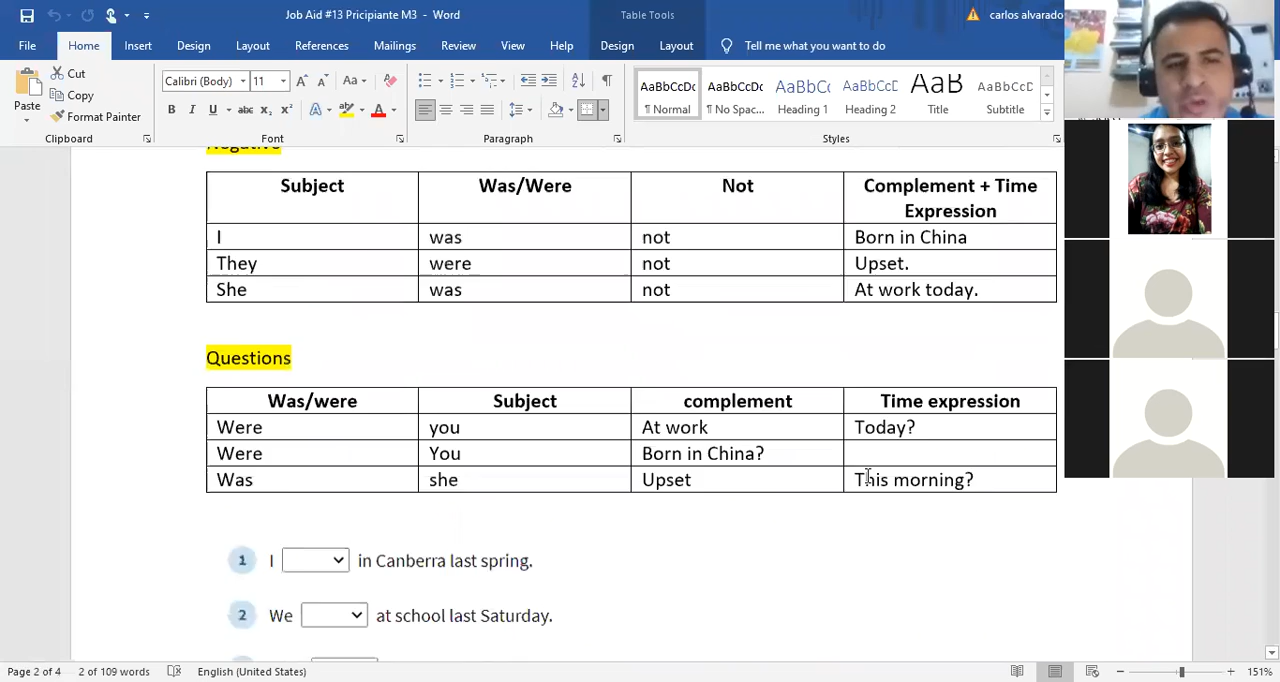 Job Aid #13 Pricipiante M3 - Word
Table Tools
carlos alvarado
File Home Insert Design Layout References Mailings Review View Help Design Layout Tell me what you want to do
Paste
Cut
Copy
Format Painter
Calibri (Body) 11
AaBbCcDc AaBbCcDc AaBbC AaBbCcD AaB AaBbCcD
¶ Normal ¶ No Spac... Heading 1 Heading 2 Title Subtitle
Clipboard Font Paragraph Styles
Negative
Subject Was/Were Not Complement + Time Expression
I was not Born in China
They were not Upset.
She was not At work today.
Questions
Was/were Subject complement Time expression
Were you At work Today?
Were You Born in China?
Was she Upset This morning?
1 I in Canberra last spring.
2 We at school last Saturday.
Page 2 of 4 2 of 109 words English (United States) 151%